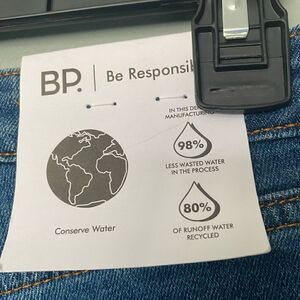 BP. | Be Responsib
IN THIS DE
MANUFACTURING
98%
LESS WASTED WATER
IN THE PROCESS
80%
OF RUNOFF WATER
RECYCLED
Conserve Water